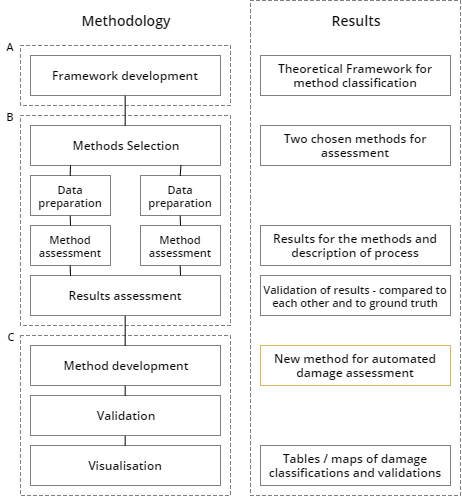 Methodology
Results
A
Framework development
Theoretical Framework for
method classification
B
Methods Selection
Two chosen methods for
assessment
Data
preparation
Data
preparation
Method
assessment
Method
assessment
Results for the methods and
description of process
Results assessment
Validation of results - compared to
each other and to ground truth
C
Method development
New method for automated
damage assessment
Validation
Visualisation
Tables / maps of damage
classifications and validations